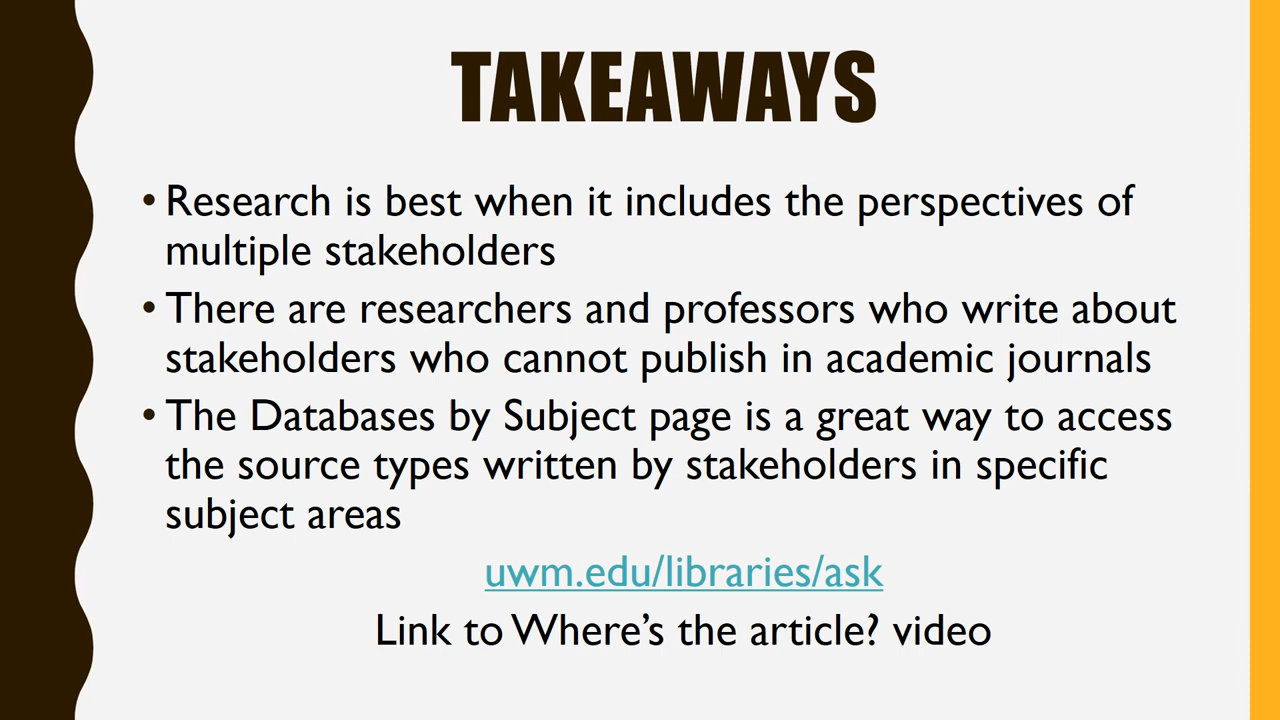 TAKEAWAYS
• Research is best when it includes the perspectives of
multiple stakeholders
• There are researchers and professors who write about
stakeholders who cannot publish in academic journals
• The Databases by Subject page is a great way to access
the source types written by stakeholders in specific
subject areas
uwm.edu/libraries/ask
Link to Where’s the article? video